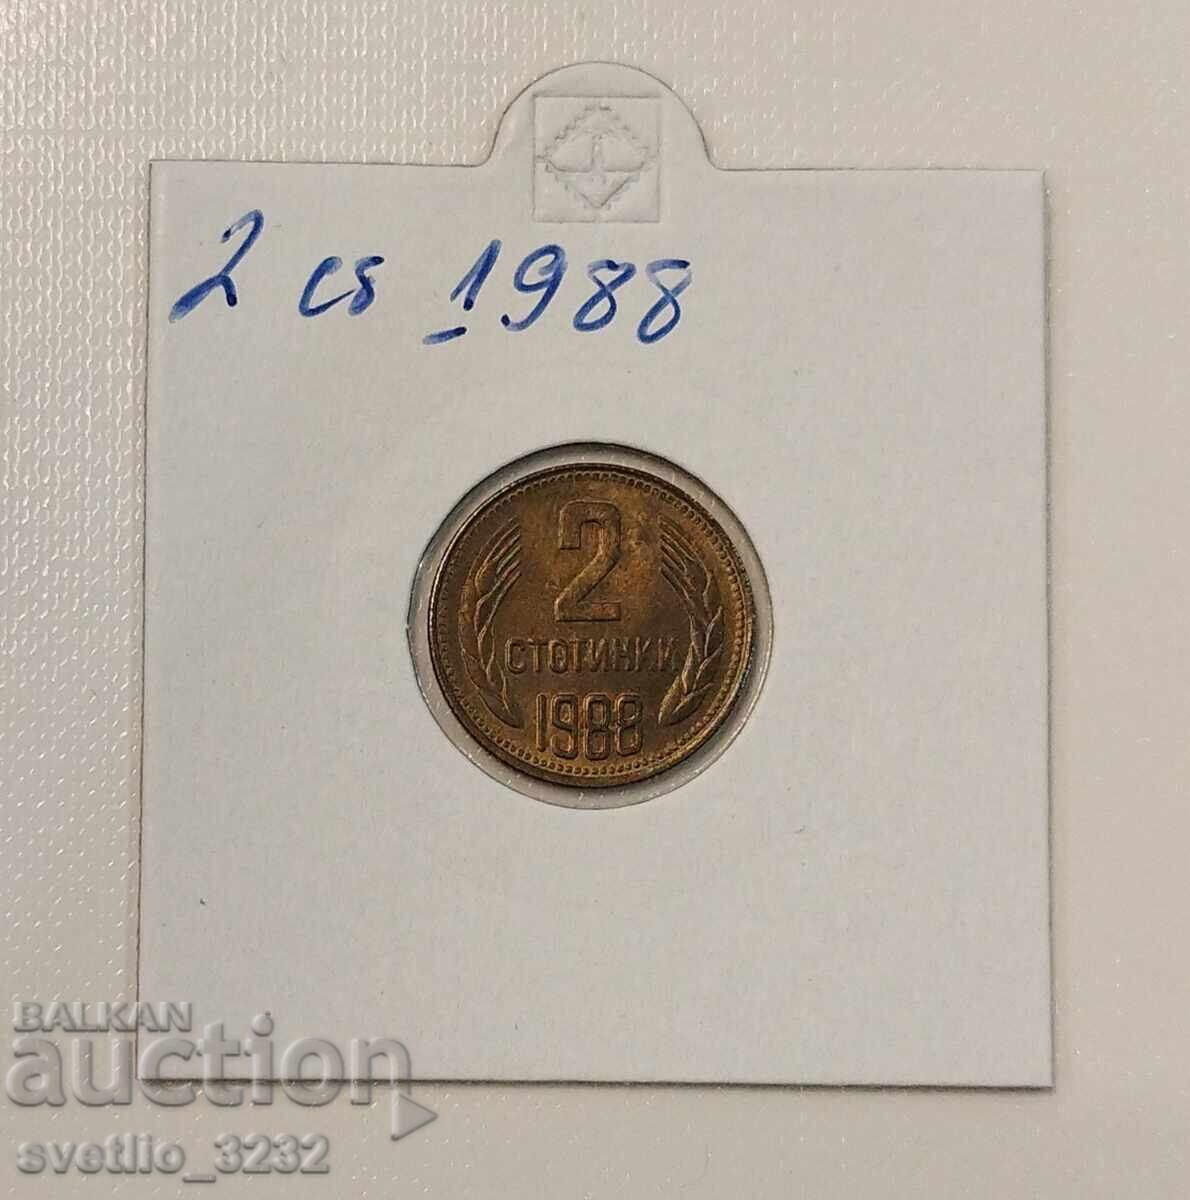 2 ст 1988
2
СТОТИНКИ
1988
BALKAN
auction
svetlio_3232